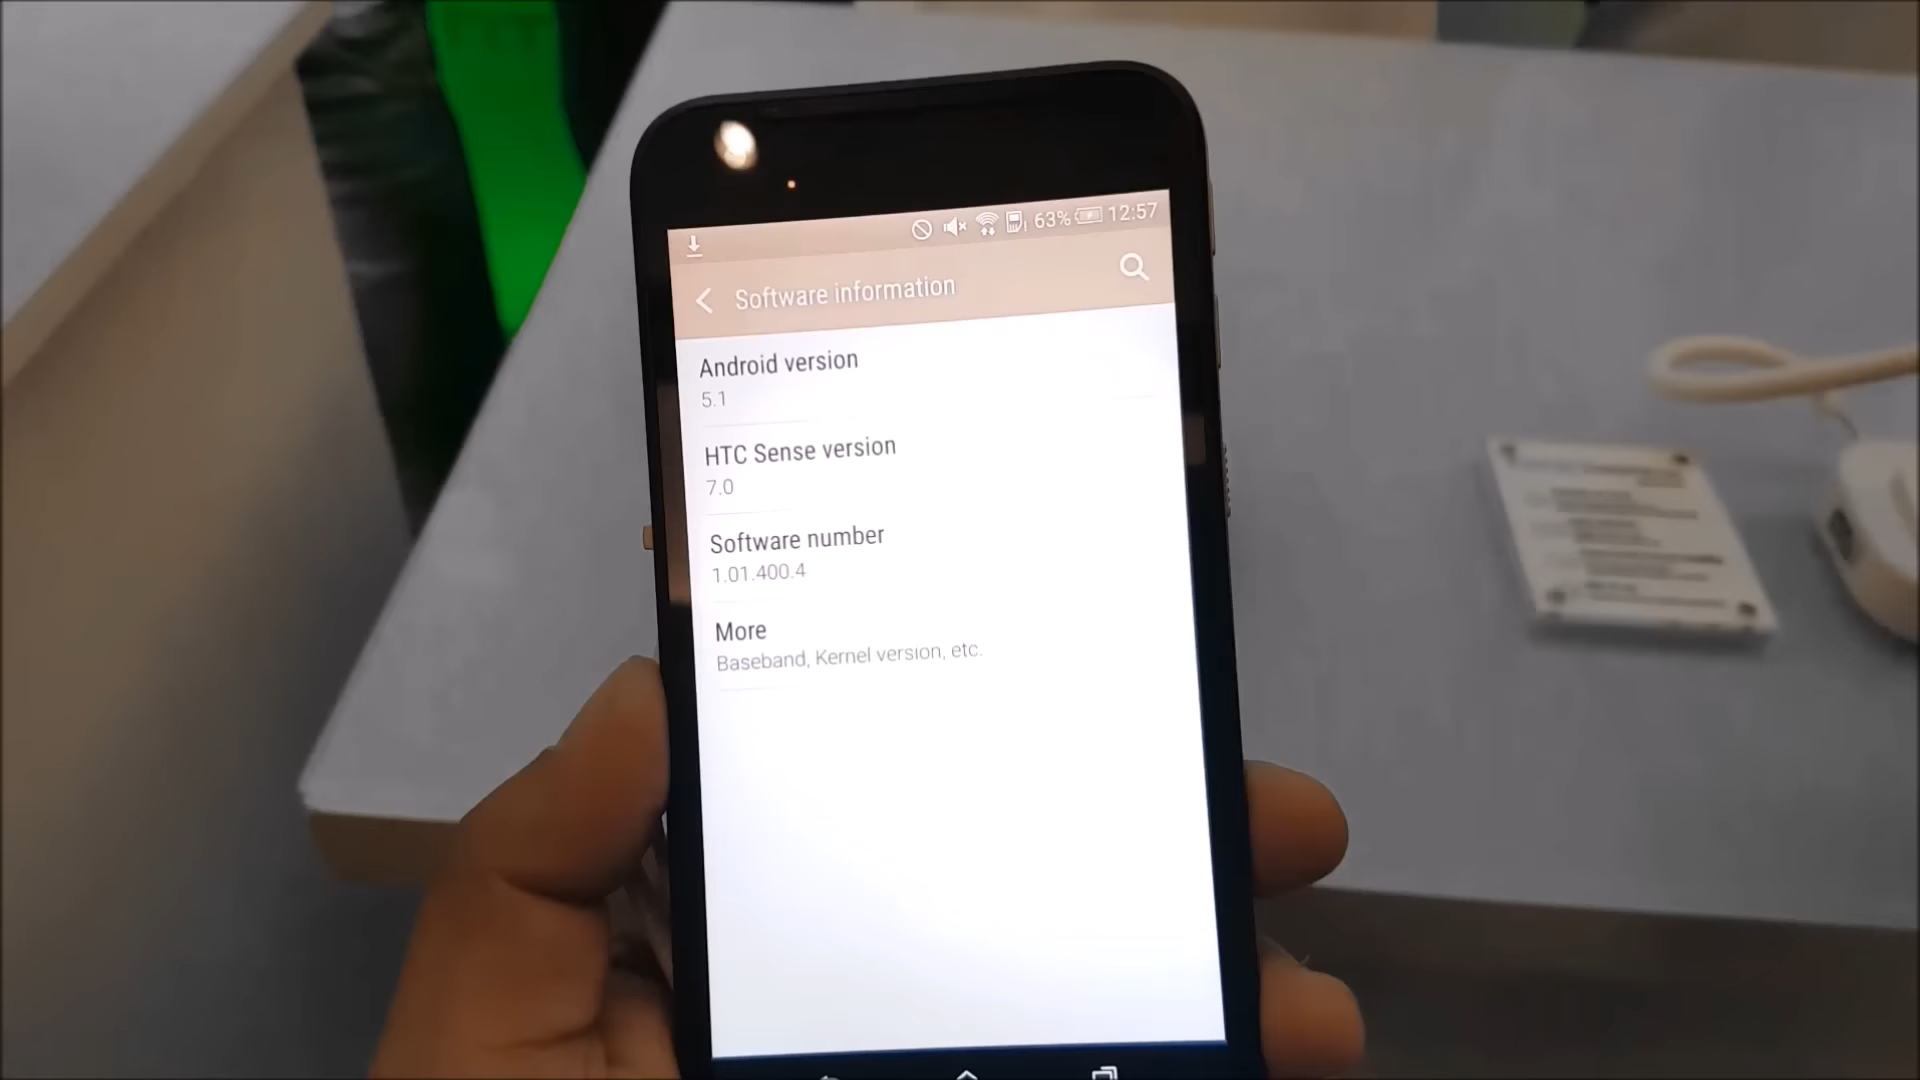 63% 12:57
Software information
Android version
5.1
HTC Sense version
7.0
Software number
1.01.400.4
More
Baseband, Kernel version, etc.